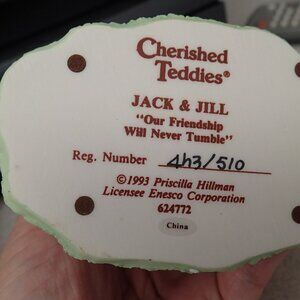 Cherished
Teddies®
JACK & JILL
"Our Friendship
Will Never Tumble"
Reg. Number 4h3/510
©1993 Priscilla Hillman
Licensee Enesco Corporation
624772
China